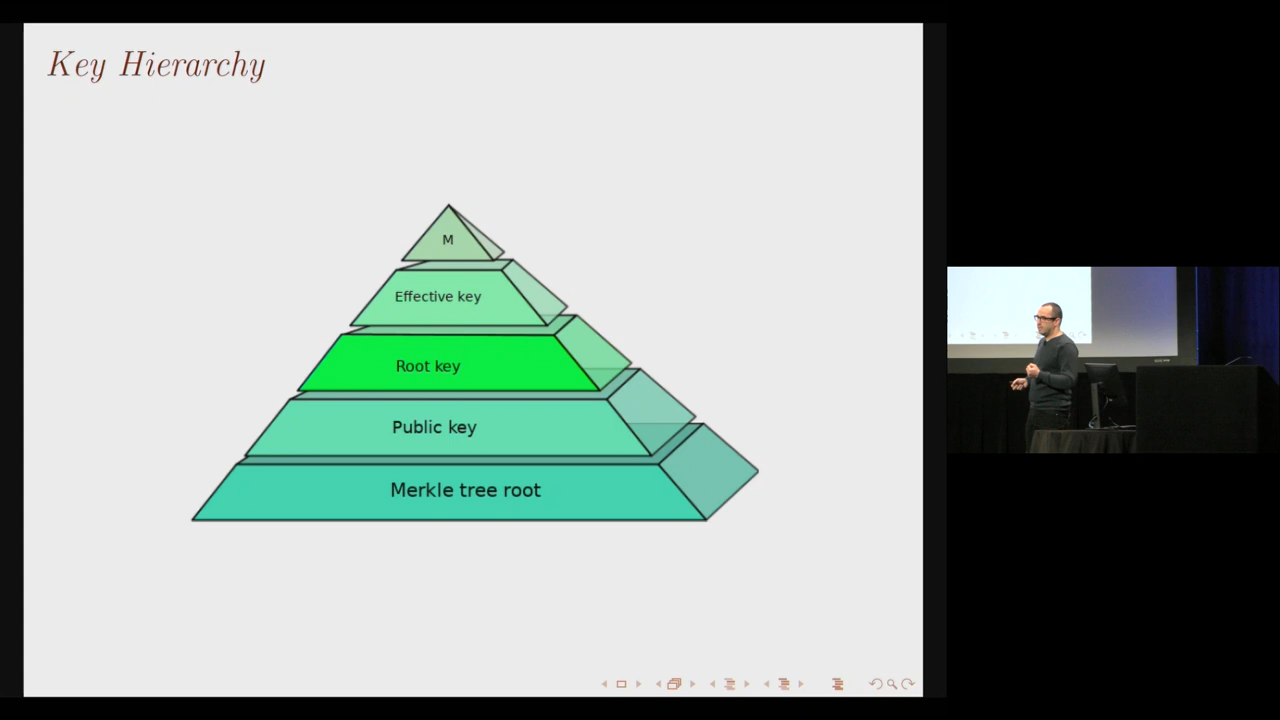 Key Hierarchy
M
Effective key
Root key
Public key
Merkle tree root